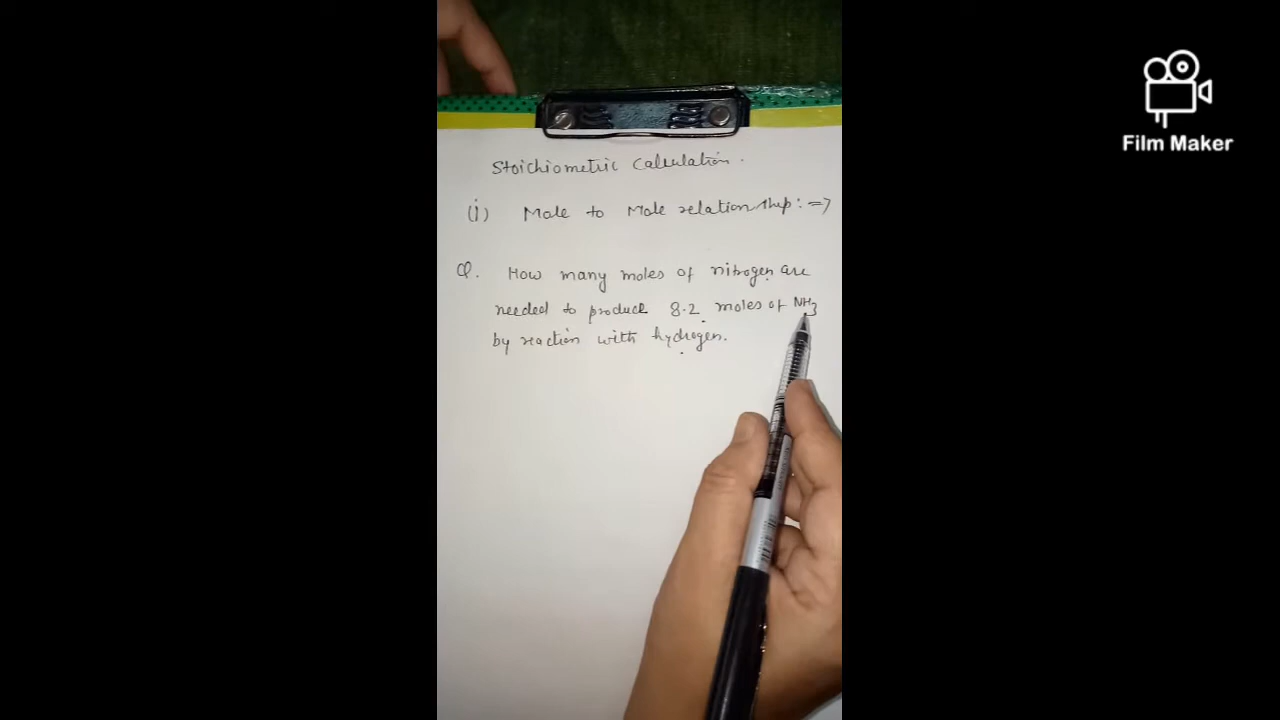 Stoichiometric Calculation.
(i) Mole to Mole relationship:⇒
Q. How many moles of nitrogen are
needed to produce 8.2 moles of NH3
by reaction with hydrogen.
Film Maker